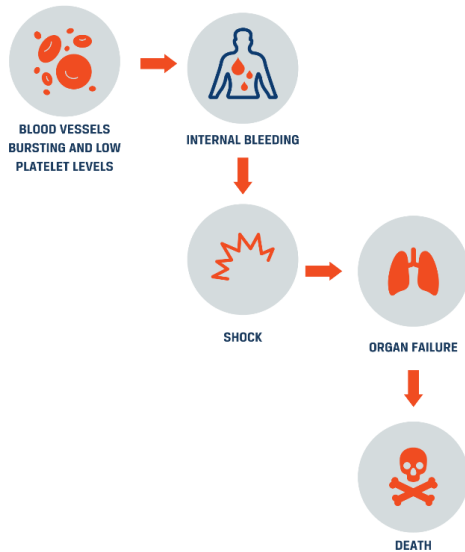 BLOOD VESSELS
BURSTING AND LOW
PLATELET LEVELS
INTERNAL BLEEDING
SHOCK
ORGAN FAILURE
DEATH